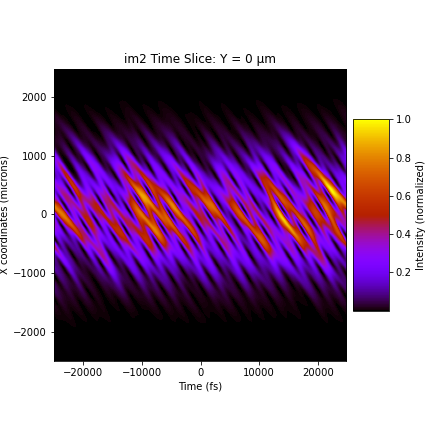 im2 Time Slice: Y = 0 μm
2000
1000
0
−1000
−2000
X coordinates (microns)
−20000 −10000 0 10000 20000
Time (fs)
1.0
0.8
0.6
0.4
0.2
Intensity (normalized)